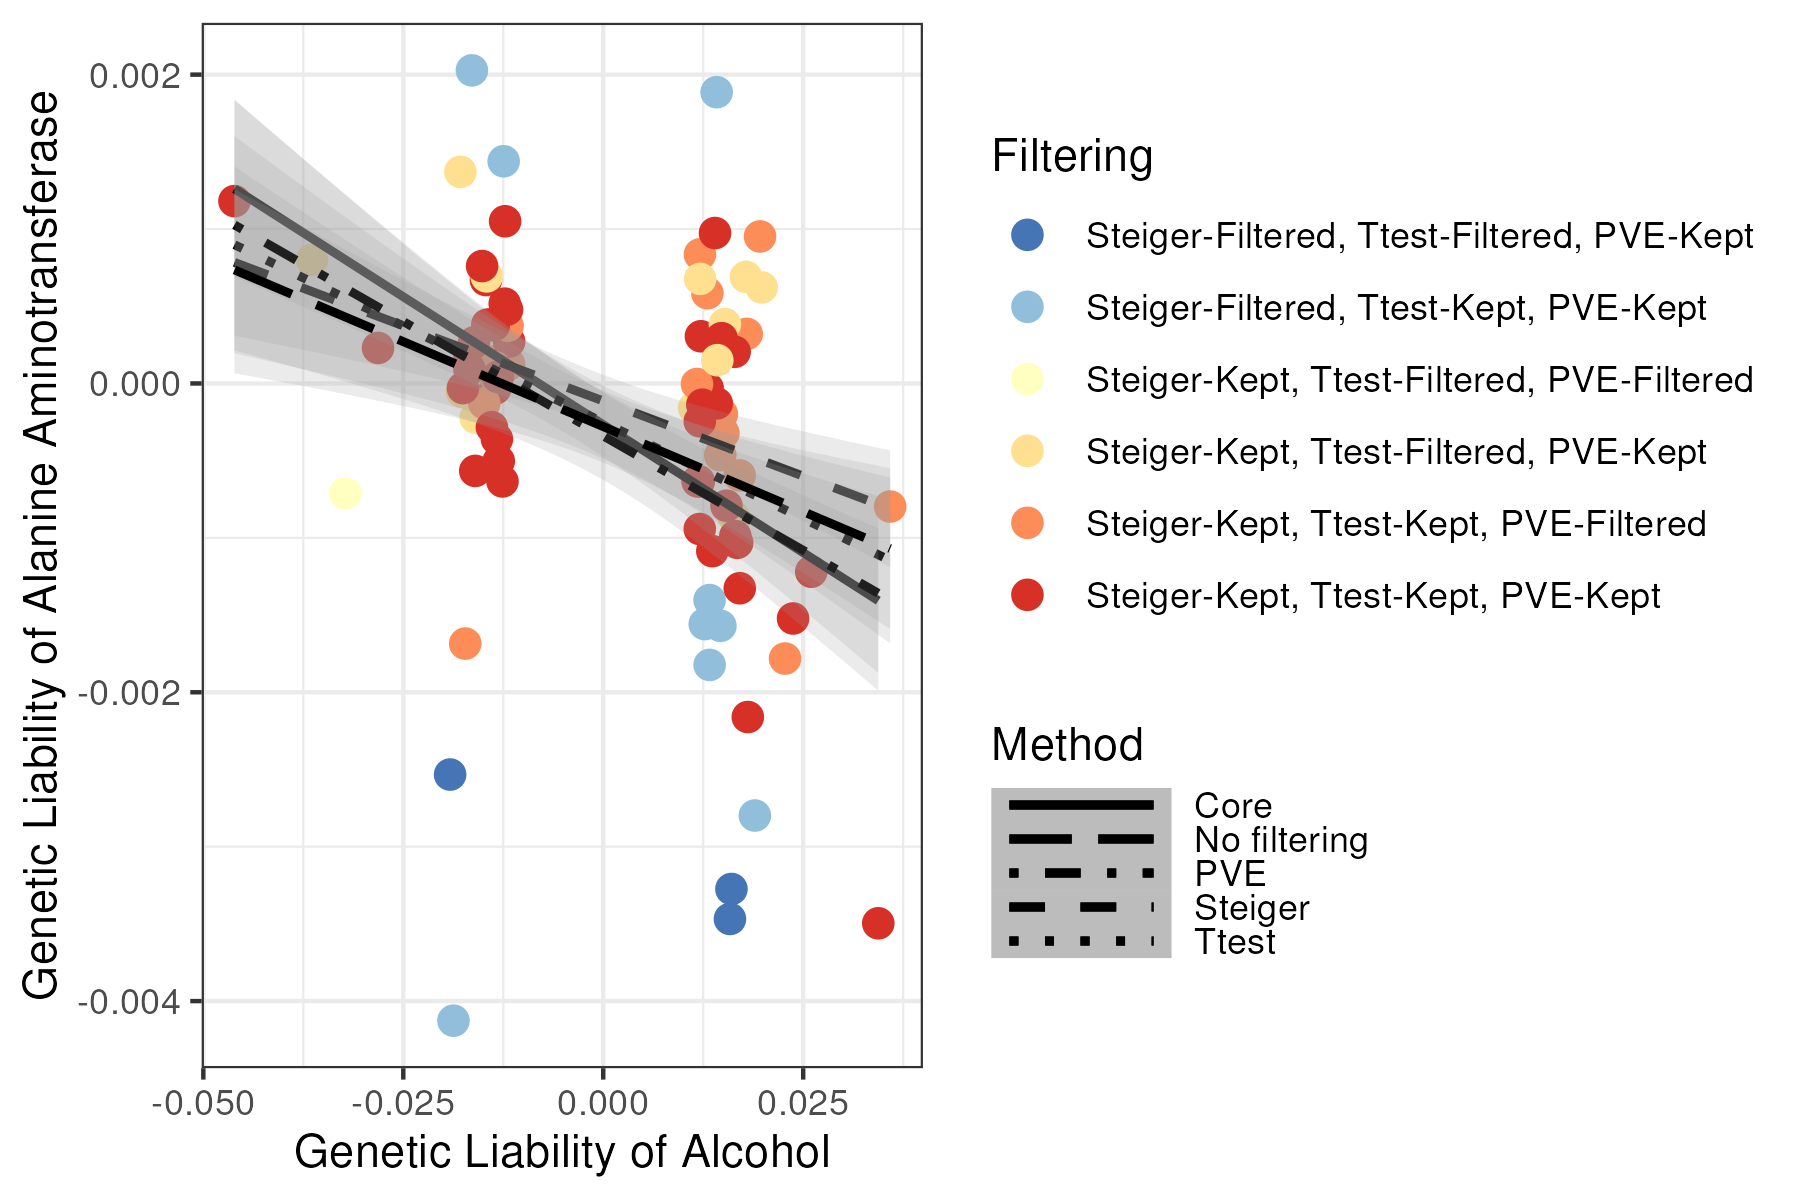 Genetic Liability of Alanine Aminotransferase
0.002
0.000
-0.002
-0.004
-0.050
-0.025
0.000
0.025
Genetic Liability of Alcohol
Filtering
Steiger-Filtered, Ttest-Filtered, PVE-Kept
Steiger-Filtered, Ttest-Kept, PVE-Kept
Steiger-Kept, Ttest-Filtered, PVE-Filtered
Steiger-Kept, Ttest-Filtered, PVE-Kept
Steiger-Kept, Ttest-Kept, PVE-Filtered
Steiger-Kept, Ttest-Kept, PVE-Kept
Method
Core
No filtering
PVE
Steiger
Ttest